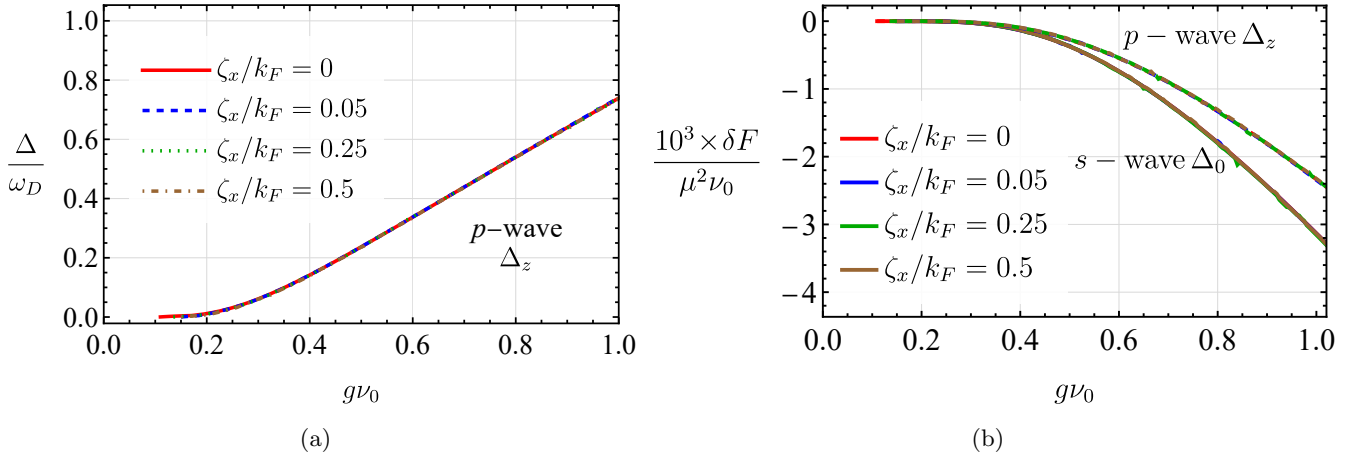 1.0
0.8
0.6
0.4
0.2
0.0
Δ
ω_D
ζ_x/k_F = 0
ζ_x/k_F = 0.05
ζ_x/k_F = 0.25
ζ_x/k_F = 0.5
p–wave
Δ_z
0.0 0.2 0.4 0.6 0.8 1.0
gν_0
(a)
0
−1
−2
−3
−4
10^3 × δF
μ^2 ν_0
p − wave Δ_z
s − wave Δ_0
ζ_x/k_F = 0
ζ_x/k_F = 0.05
ζ_x/k_F = 0.25
ζ_x/k_F = 0.5
0.0 0.2 0.4 0.6 0.8 1.0
gν_0
(b)